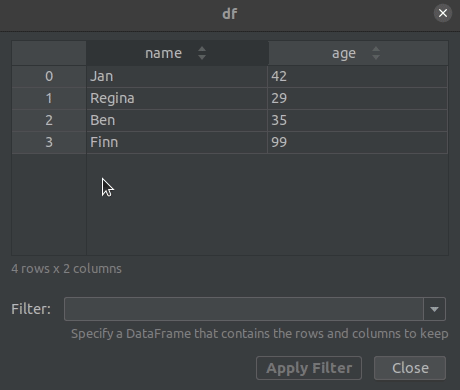 df
name age
0 Jan 42
1 Regina 29
2 Ben 35
3 Finn 99
4 rows x 2 columns
Filter:
Specify a DataFrame that contains the rows and columns to keep
Apply Filter Close